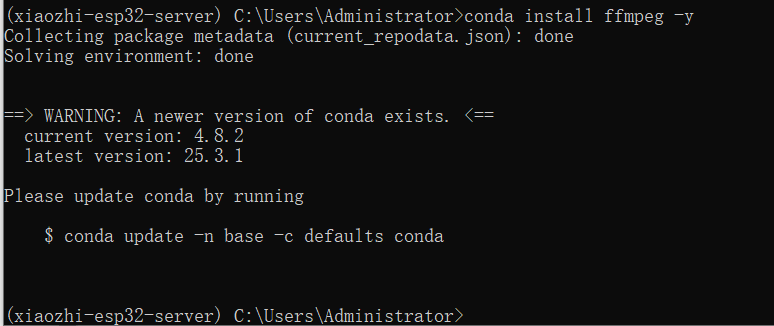 (xiaozhi-esp32-server) C:\Users\Administrator>conda install ffmpeg -y
Collecting package metadata (current_repodata.json): done
Solving environment: done
==> WARNING: A newer version of conda exists. <==
current version: 4.8.2
latest version: 25.3.1
Please update conda by running
$ conda update -n base -c defaults conda
(xiaozhi-esp32-server) C:\Users\Administrator>